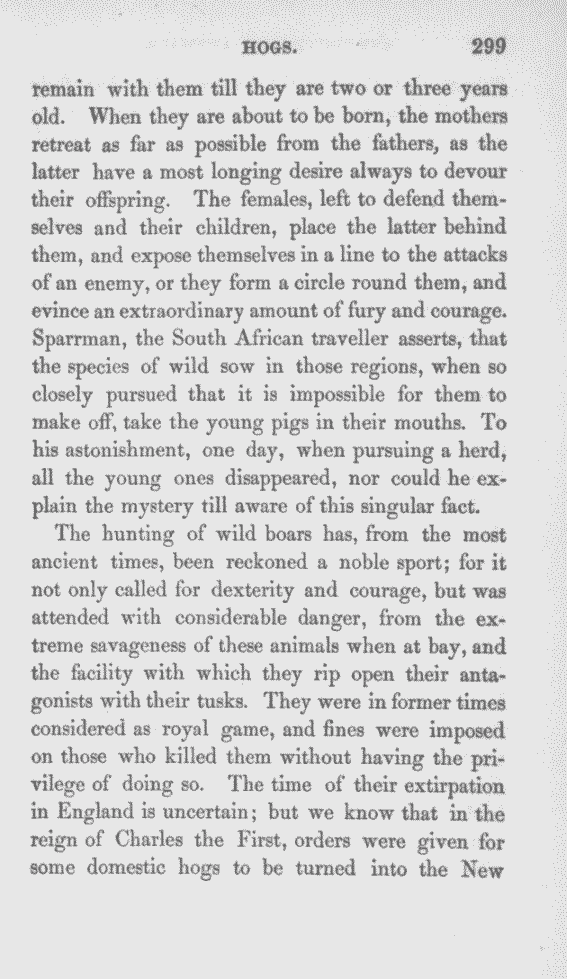 HOGS. 299
remain with them till they are two or three years
old. When they are about to be born, the mothers
retreat as far as possible from the fathers, as the
latter have a most longing desire always to devour
their offspring. The females, left to defend them-
selves and their children, place the latter behind
them, and expose themselves in a line to the attacks
of an enemy, or they form a circle round them, and
evince an extraordinary amount of fury and courage.
Sparrman, the South African traveller asserts, that
the species of wild sow in those regions, when so
closely pursued that it is impossible for them to
make off, take the young pigs in their mouths. To
his astonishment, one day, when pursuing a herd,
all the young ones disappeared, nor could he ex-
plain the mystery till aware of this singular fact.
The hunting of wild boars has, from the most
ancient times, been reckoned a noble sport; for it
not only called for dexterity and courage, but was
attended with considerable danger, from the ex-
treme savageness of these animals when at bay, and
the facility with which they rip open their anta-
gonists with their tusks. They were in former times
considered as royal game, and fines were imposed
on those who killed them without having the pri-
vilege of doing so. The time of their extirpation
in England is uncertain; but we know that in the
reign of Charles the First, orders were given for
some domestic hogs to be turned into the New